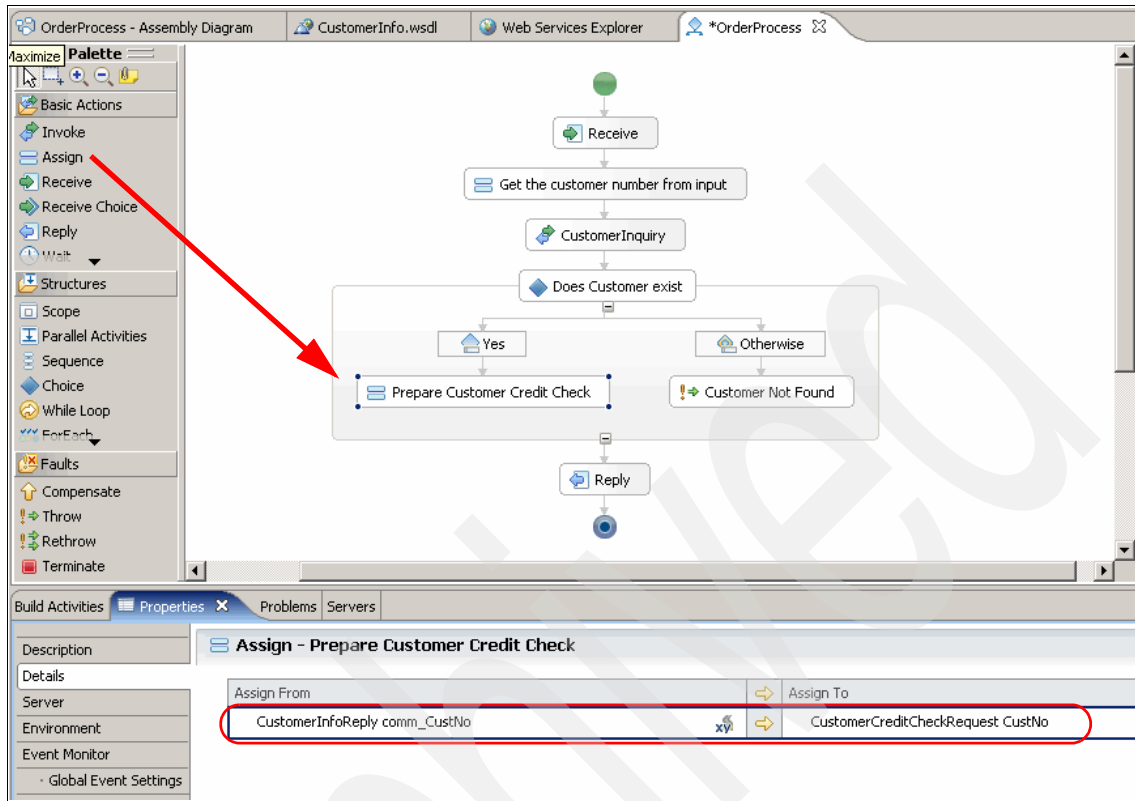 OrderProcess - Assembly Diagram CustomerInfo.wsdl Web Services Explorer *OrderProcess
Maximize Palette
Basic Actions
Invoke
Assign
Receive
Receive Choice
Reply
Wait
Structures
Scope
Parallel Activities
Sequence
Choice
While Loop
ForEach
Faults
Compensate
Throw
Rethrow
Terminate
Receive
Get the customer number from input
CustomerInquiry
Does Customer exist
Yes Otherwise
Prepare Customer Credit Check Customer Not Found
Reply
Build Activities Properties Problems Servers
Description
Details
Server
Environment
Event Monitor
· Global Event Settings
Assign - Prepare Customer Credit Check
Assign From Assign To
CustomerInfoReply comm_CustNo xy CustomerCreditCheckRequest CustNo